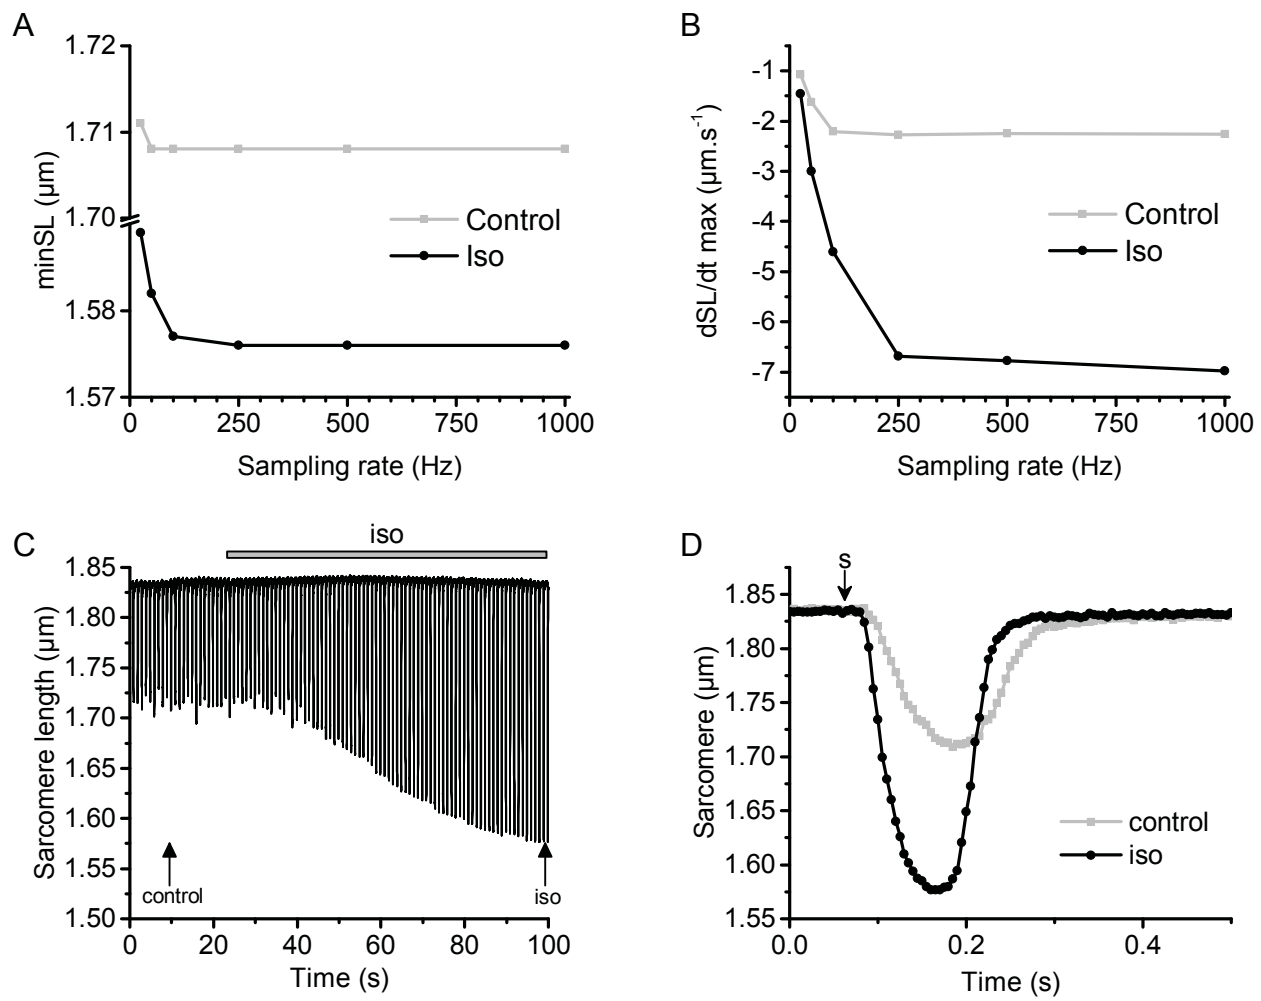 A
1.72
1.71
1.70
1.58
1.57
minSL (µm)
Control
Iso
0 250 500 750 1000
Sampling rate (Hz)
B
-1
-2
-3
-4
-5
-6
-7
dSL/dt max (µm.s⁻¹)
Control
Iso
0 250 500 750 1000
Sampling rate (Hz)
C
iso
1.85
1.80
1.75
1.70
1.65
1.60
1.55
1.50
Sarcomere length (µm)
control
iso
0 20 40 60 80 100
Time (s)
D
s
1.85
1.80
1.75
1.70
1.65
1.60
1.55
Sarcomere (µm)
control
iso
0.0 0.2 0.4
Time (s)